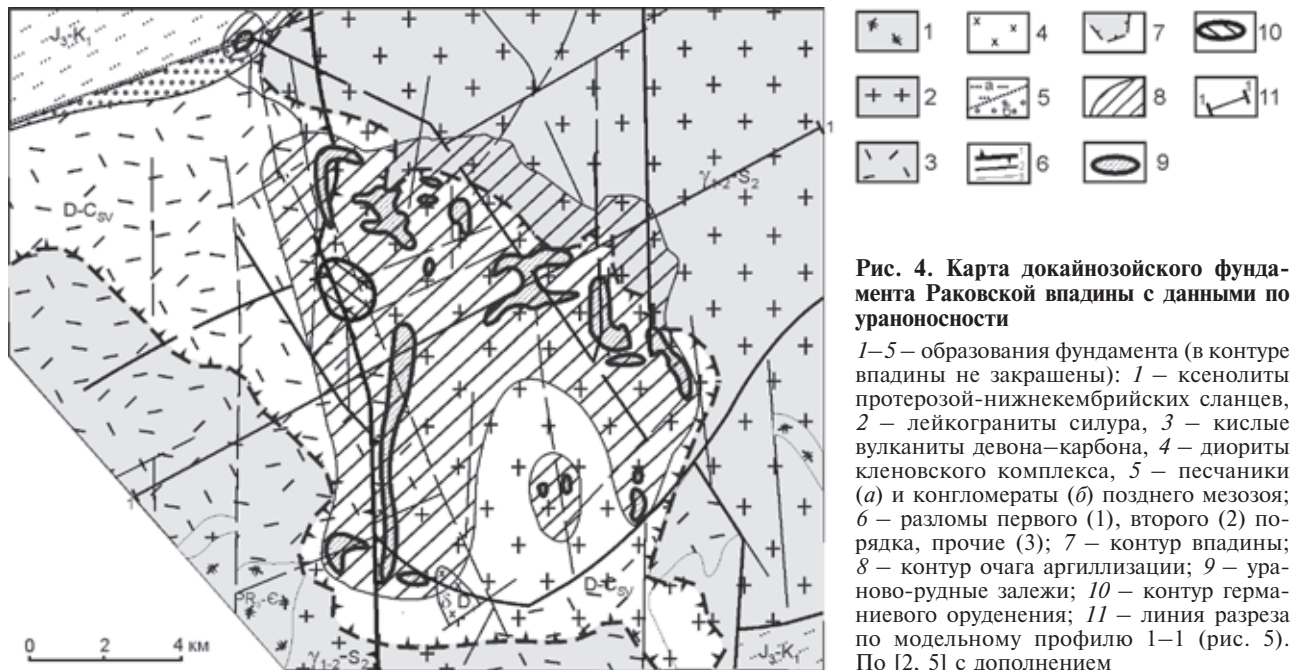 J₃-K₁
D-C_SV
γ₁₋₂-S₂
1
1
D-C_SV
δ D
γ₁₋₂-S₂
J₃-K₁
0 2 4 км
1 4 7 10
2 5 8 11
3 6 9
Рис. 4. Карта докайнозойского фунда-
мента Раковской впадины с данными по
ураноносности
1–5 – образования фундамента (в контуре
впадины не закрашены): 1 – ксенолиты
протерозой-нижнекембрийских сланцев,
2 – лейкограниты силура, 3 – кислые
вулканиты девона–карбона, 4 – диориты
кленовского комплекса, 5 – песчаники
(а) и конгломераты (б) позднего мезозоя;
6 – разломы первого (1), второго (2) по-
рядка, прочие (3); 7 – контур впадины;
8 – контур очага аргиллизации; 9 – ура-
ново-рудные залежи; 10 – контур герма-
ниевого оруденения; 11 – линия разреза
по модельному профилю 1–1 (рис. 5).
По [2, 5] с дополнением